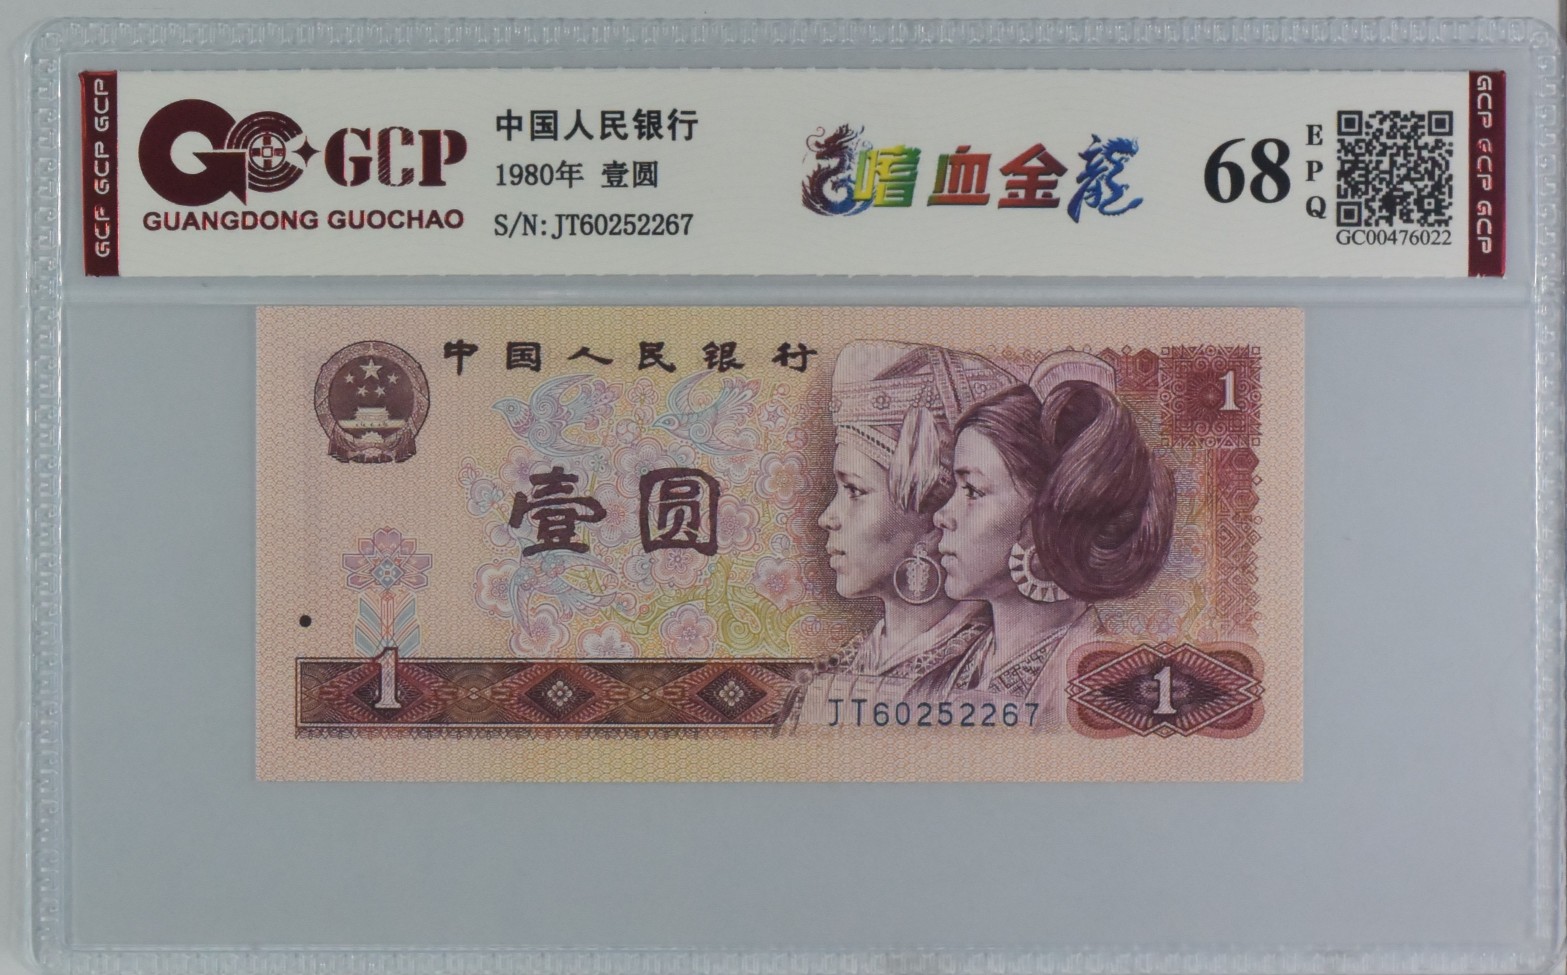 GCP GCP GCP
GCP
GUANGDONG GUOCHAO
中国人民银行
1980年 壹圆
S/N:JT60252267
嗜血金龍
68
EPQ
GC00476022
GCP GCP GCP
中国人民银行
1
壹圆
1
JT60252267
1